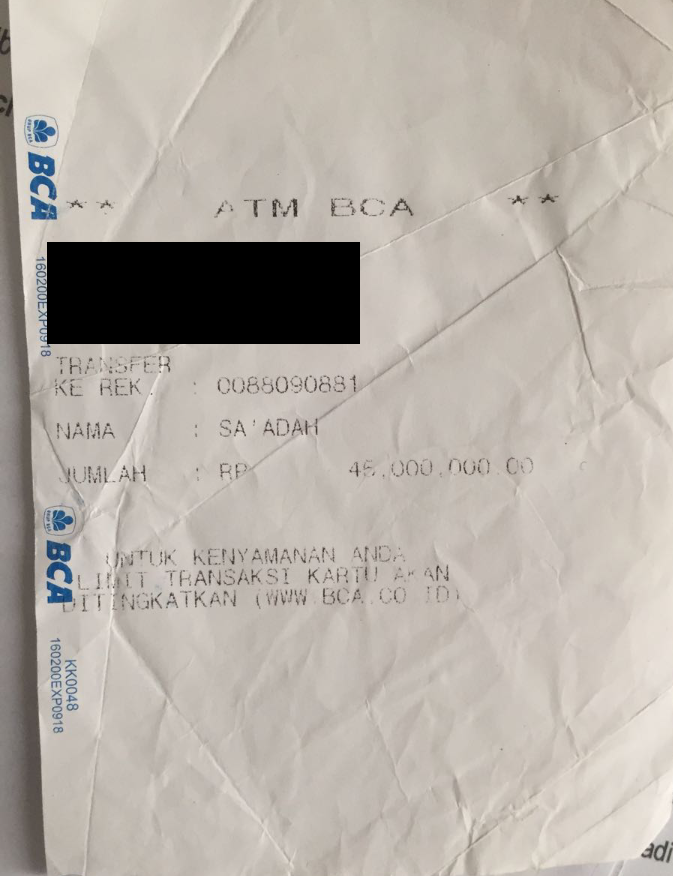 BCA
160200EXP0918
** ATM BCA **
TRANSFER
KE REK. : 0088090881
NAMA : SA'ADAH
JUMLAH : RP 45,000,000.00
UNTUK KENYAMANAN ANDA
LIMIT TRANSAKSI KARTU AKAN
DITINGKATKAN (WWW.BCA.CO.ID)
BCA
KK0048
160200EXP0918
adi